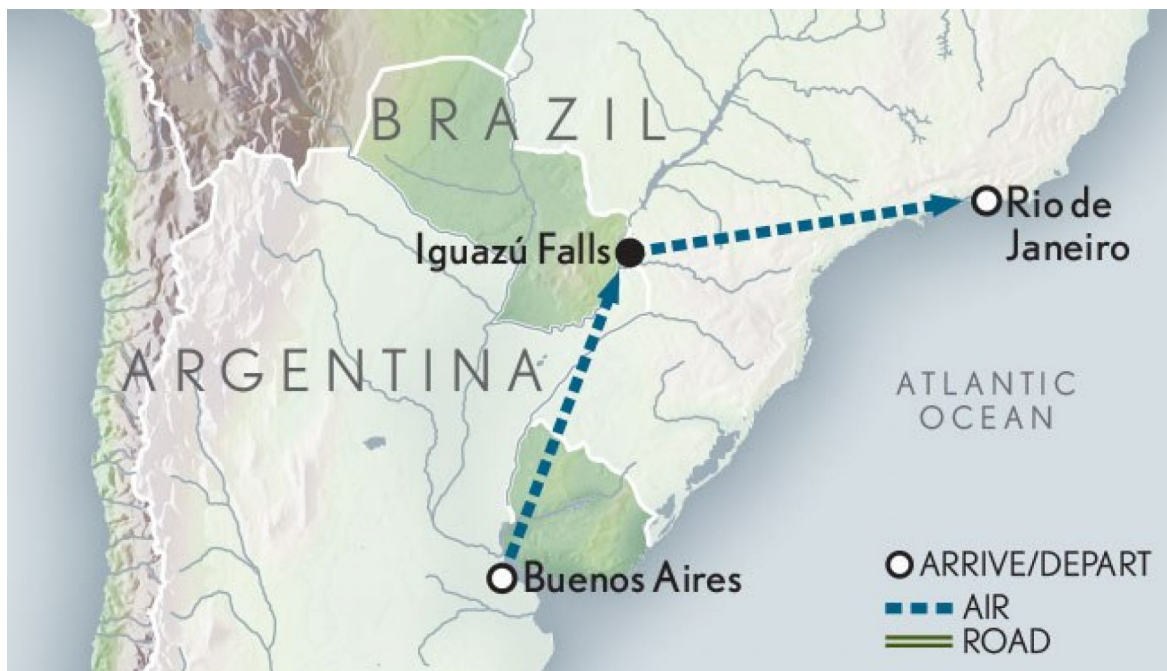 BRAZIL
Rio de
Janeiro
Iguazú Falls
ARGENTINA
ATLANTIC
OCEAN
Buenos Aires
ARRIVE/DEPART
AIR
ROAD